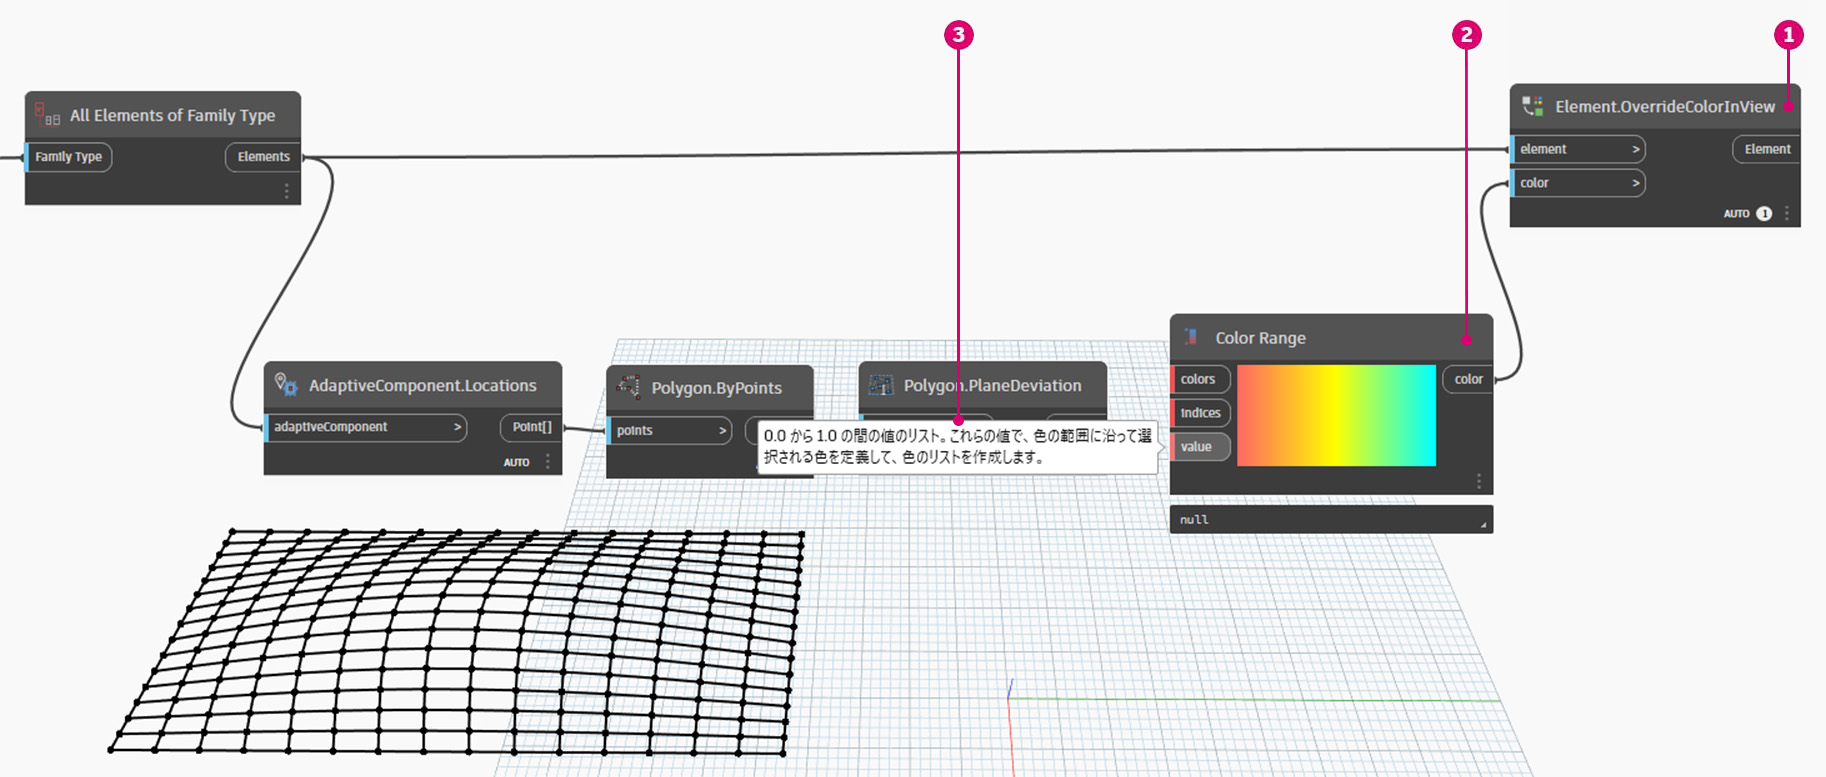 3
2
1
All Elements of Family Type
Family Type
Elements
Element.OverrideColorInView
element >
Element
color >
AUTO 1
AdaptiveComponent.Locations
adaptiveComponent >
Point[]
AUTO
Polygon.ByPoints
points >
Polygon.PlaneDeviation
0.0 から 1.0 の間の値のリスト。これらの値で、色の範囲に沿って選
択される色を定義して、色のリストを作成します。
Color Range
colors
color
indices
value
null